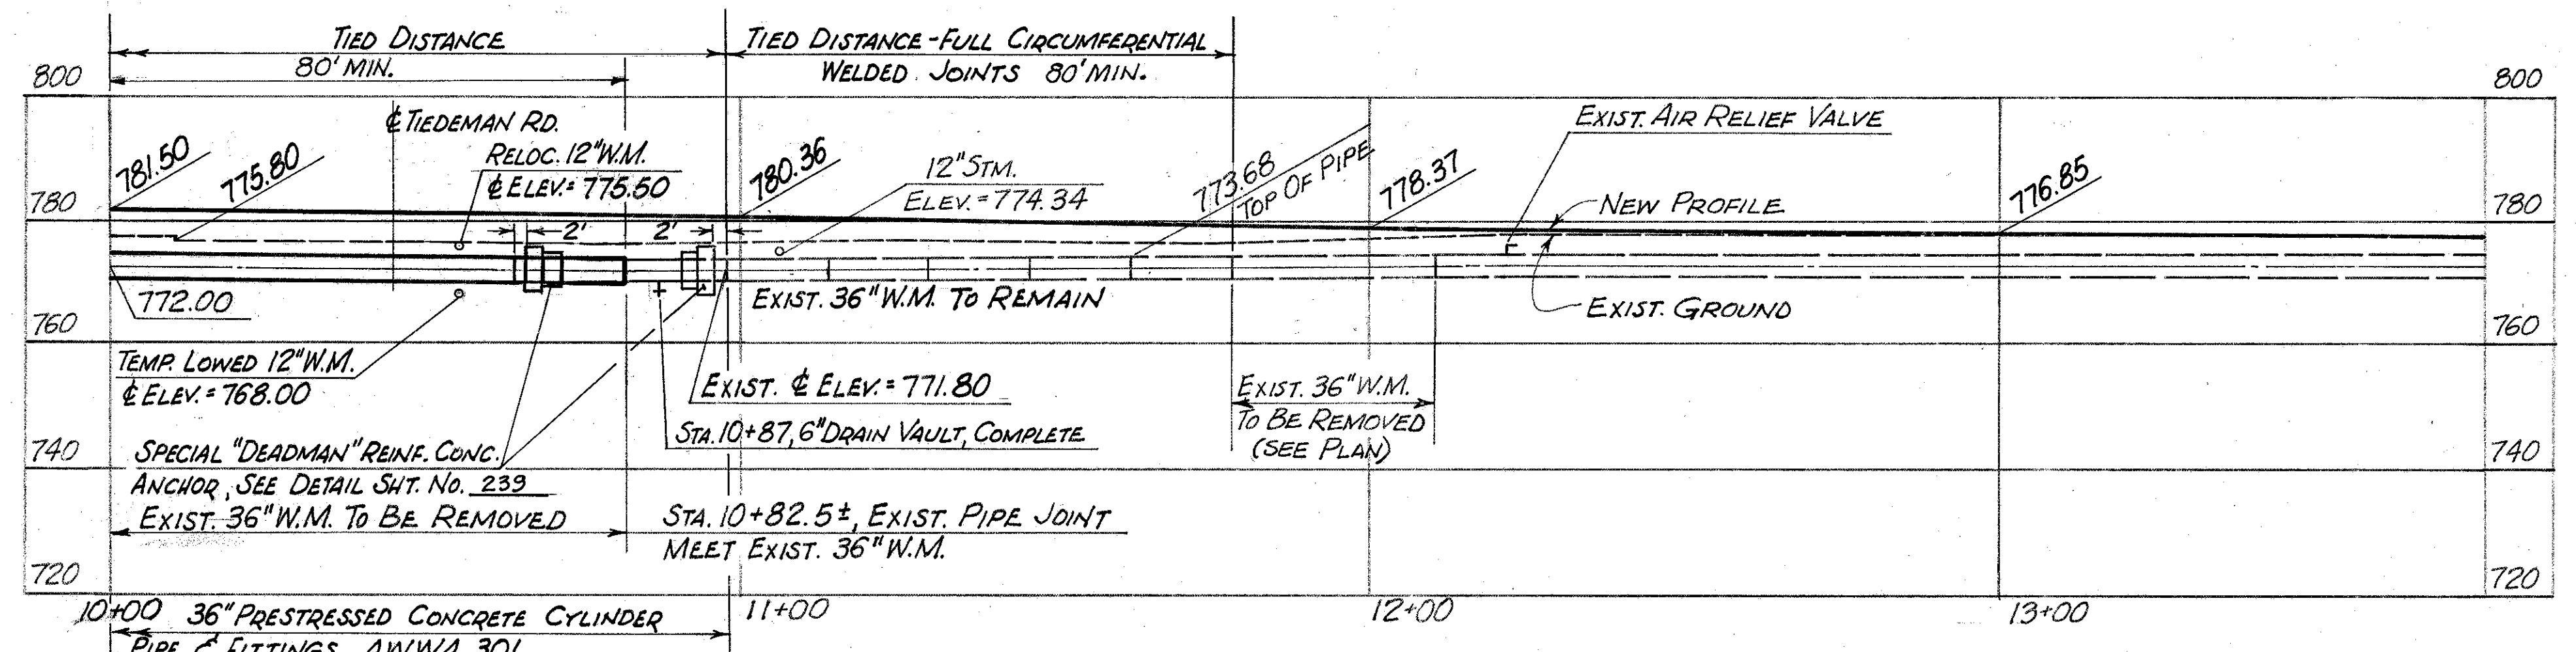 TIED DISTANCE
80' MIN.
TIED DISTANCE-FULL CIRCUMFERENTIAL
WELDED JOINTS 80' MIN.
800
800
℄ TIEDEMAN RD.
EXIST. AIR RELIEF VALVE
781.50
775.80
RELOC. 12" W.M.
℄ ELEV. = 775.50
780.36
12" STM.
ELEV. = 774.34
773.68
TOP OF PIPE
778.37
NEW PROFILE
776.85
780
780
2'
2'
772.00
EXIST. 36" W.M. TO REMAIN
EXIST. GROUND
760
760
TEMP. LOWED 12" W.M.
℄ ELEV. = 768.00
EXIST. ℄ ELEV. = 771.80
EXIST. 36" W.M.
TO BE REMOVED
(SEE PLAN)
STA. 10+87, 6" DRAIN VAULT, COMPLETE
740
740
SPECIAL "DEADMAN" REINF. CONC.
ANCHOR, SEE DETAIL SHT. NO. 239
EXIST. 36" W.M. TO BE REMOVED
STA. 10+82.5±, EXIST. PIPE JOINT
MEET EXIST. 36" W.M.
720
720
10+00
11+00
12+00
13+00
36" PRESTRESSED CONCRETE CYLINDER
PIPE & FITTINGS AWWA 301